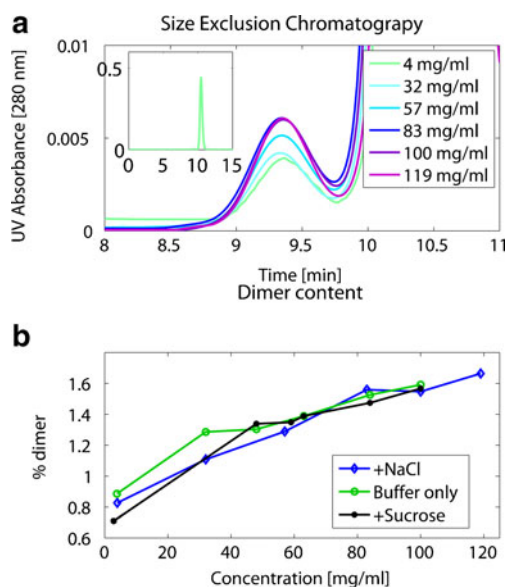 a
Size Exclusion Chromatograpy
UV Absorbance [280 nm]
0.01
0.005
0
0.5
0
0 5 10 15
4 mg/ml
32 mg/ml
57 mg/ml
83 mg/ml
100 mg/ml
119 mg/ml
8 8.5 9 9.5 10 10.5 11
Time [min]
Dimer content
b
% dimer
1.6
1.4
1.2
1
0.8
0.6
+NaCl
Buffer only
+Sucrose
0 20 40 60 80 100 120
Concentration [mg/ml]